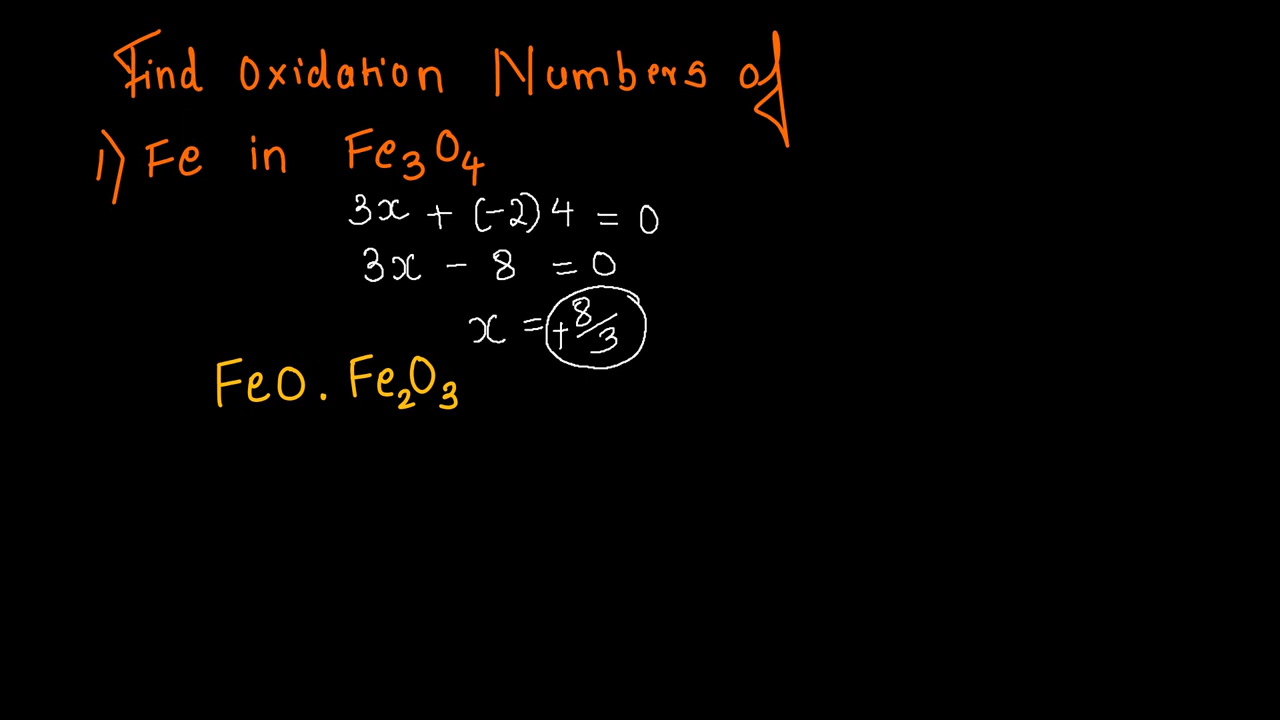 Find Oxidation Numbers of
1) Fe in Fe₃O₄
3x + (-2)4 = 0
3x - 8 = 0
x = +8/3
FeO . Fe₂O₃